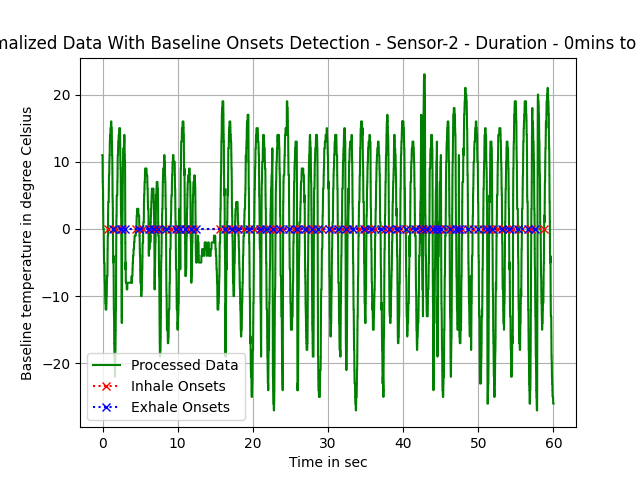 malized Data With Baseline Onsets Detection - Sensor-2 - Duration - 0mins to
Baseline temperature in degree Celsius
20
10
0
−10
−20
Processed Data
Inhale Onsets
Exhale Onsets
0 10 20 30 40 50 60
Time in sec